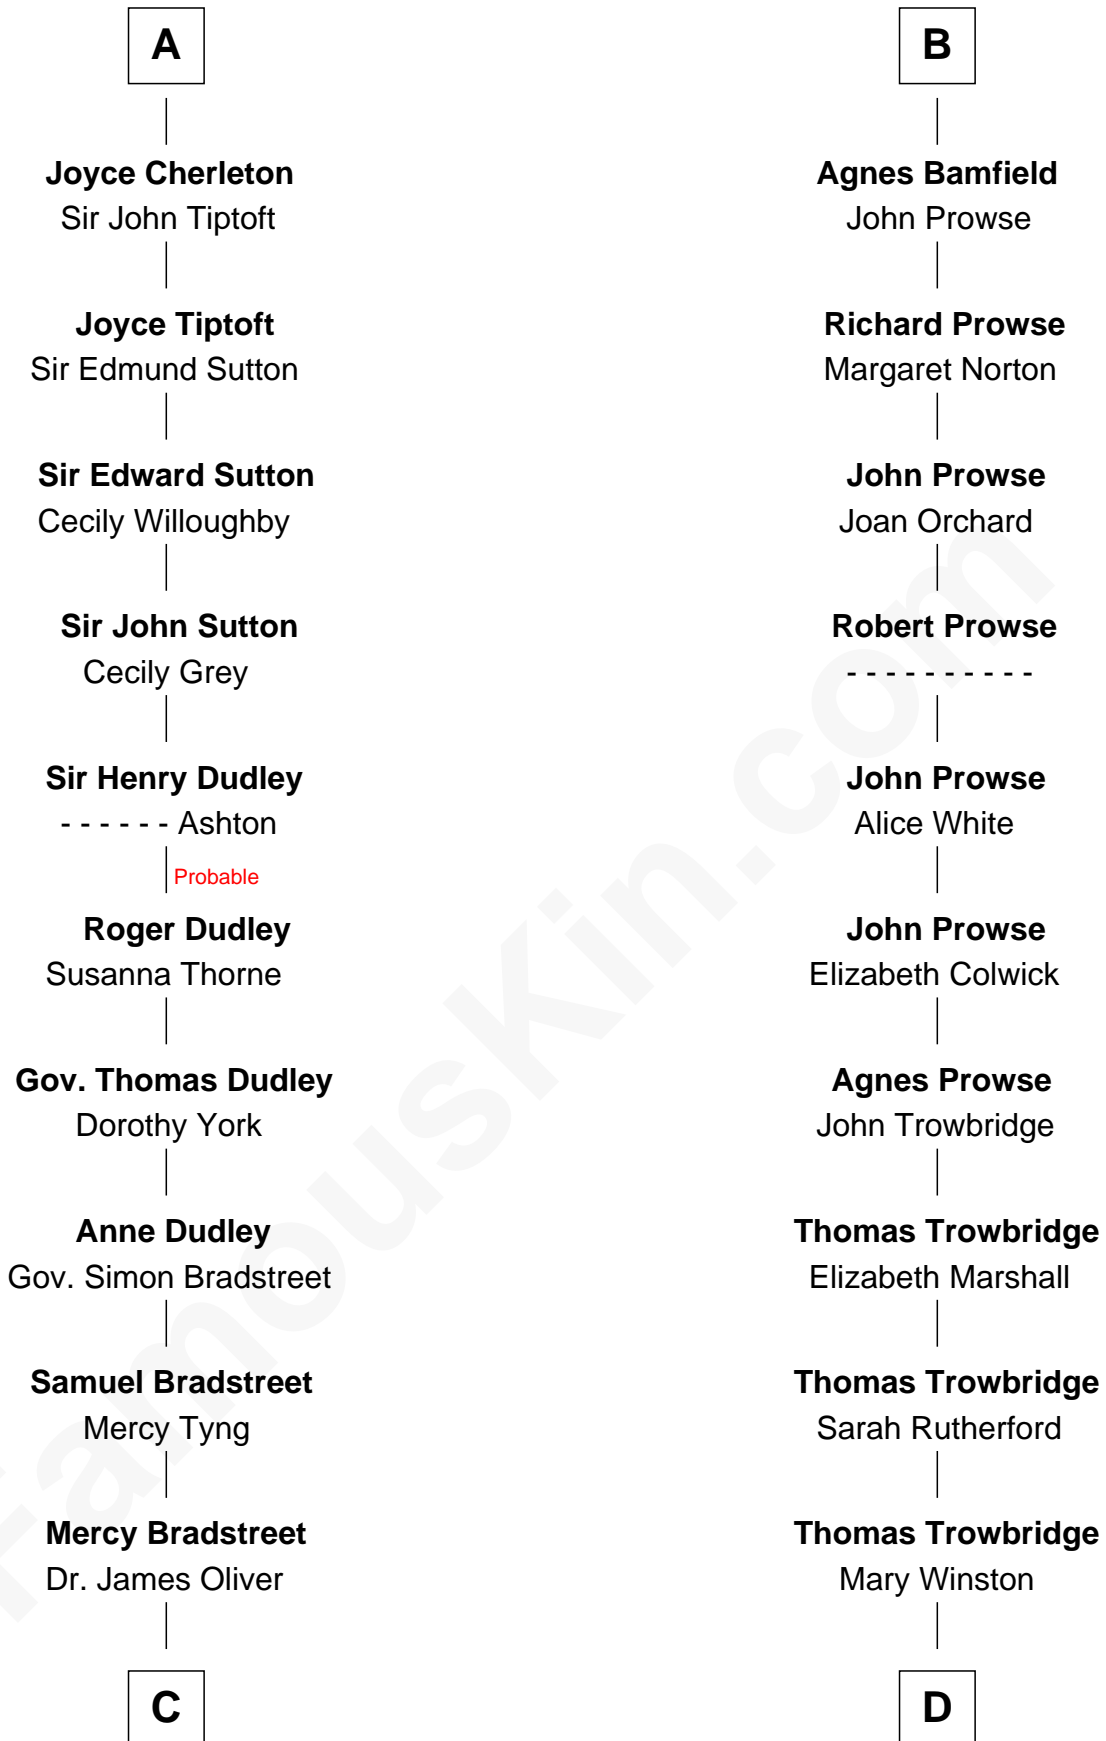 A
Joyce Cherleton
Sir John Tiptoft
Joyce Tiptoft
Sir Edmund Sutton
Sir Edward Sutton
Cecily Willoughby
Sir John Sutton
Cecily Grey
Sir Henry Dudley
- - - - - - Ashton
Probable
Roger Dudley
Susanna Thorne
Gov. Thomas Dudley
Dorothy York
Anne Dudley
Gov. Simon Bradstreet
Samuel Bradstreet
Mercy Tyng
Mercy Bradstreet
Dr. James Oliver
C
B
Agnes Bamfield
John Prowse
Richard Prowse
Margaret Norton
John Prowse
Joan Orchard
Robert Prowse
- - - - - - - - - -
John Prowse
Alice White
John Prowse
Elizabeth Colwick
Agnes Prowse
John Trowbridge
Thomas Trowbridge
Elizabeth Marshall
Thomas Trowbridge
Sarah Rutherford
Thomas Trowbridge
Mary Winston
D
FamousKin.com